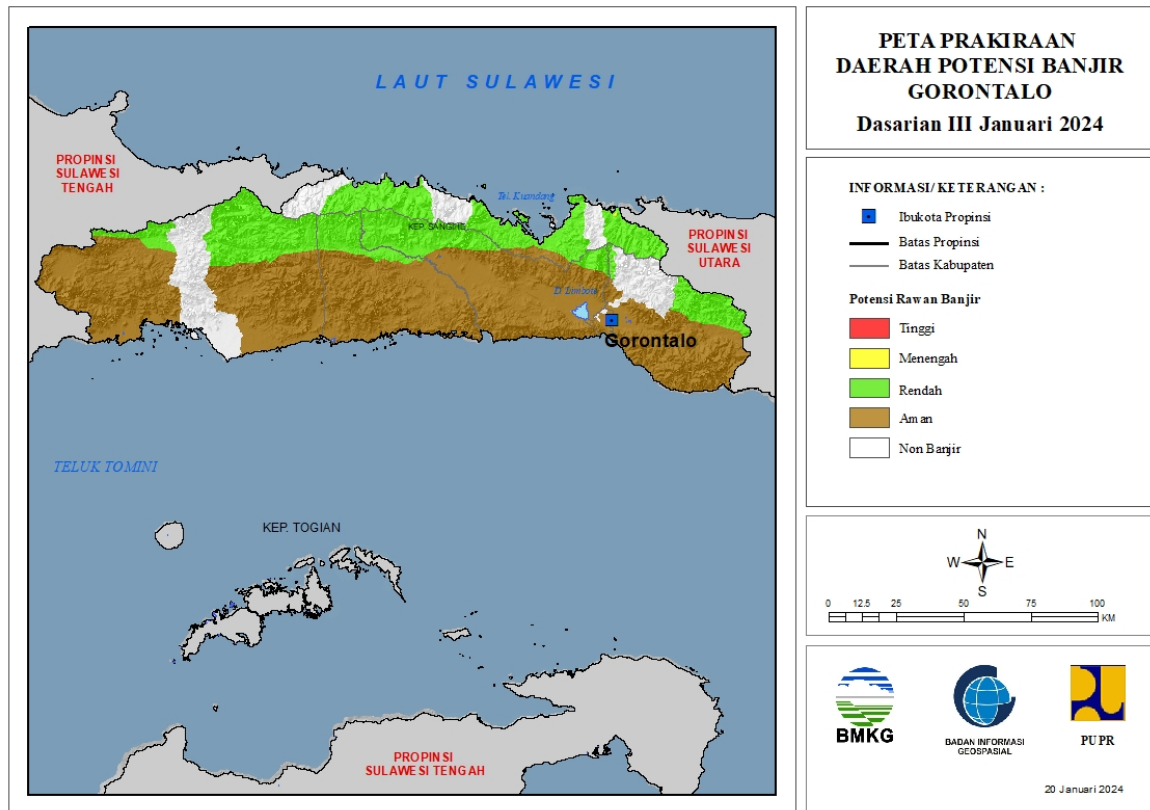 LAUT SULAWESI
PROPINSI
SULAWESI
TENGAH
Tel. Kuandang
KEP. SANGIHE
PROPINSI
SULAWESI
UTARA
D. Limboto
Gorontalo
TELUK TOMINI
KEP. TOGIAN
PROPINSI
SULAWESI TENGAH
PETA PRAKIRAAN
DAERAH POTENSI BANJIR
GORONTALO
Dasarian III Januari 2024
INFORMASI/ KETERANGAN :
Ibukota Propinsi
Batas Propinsi
Batas Kabupaten
Potensi Rawan Banjir
Tinggi
Menengah
Rendah
Aman
Non Banjir
N
W E
S
0 12.5 25 50 75 100
KM
BMKG
BADAN INFORMASI
GEOSPASIAL
PUPR
20 Januari 2024